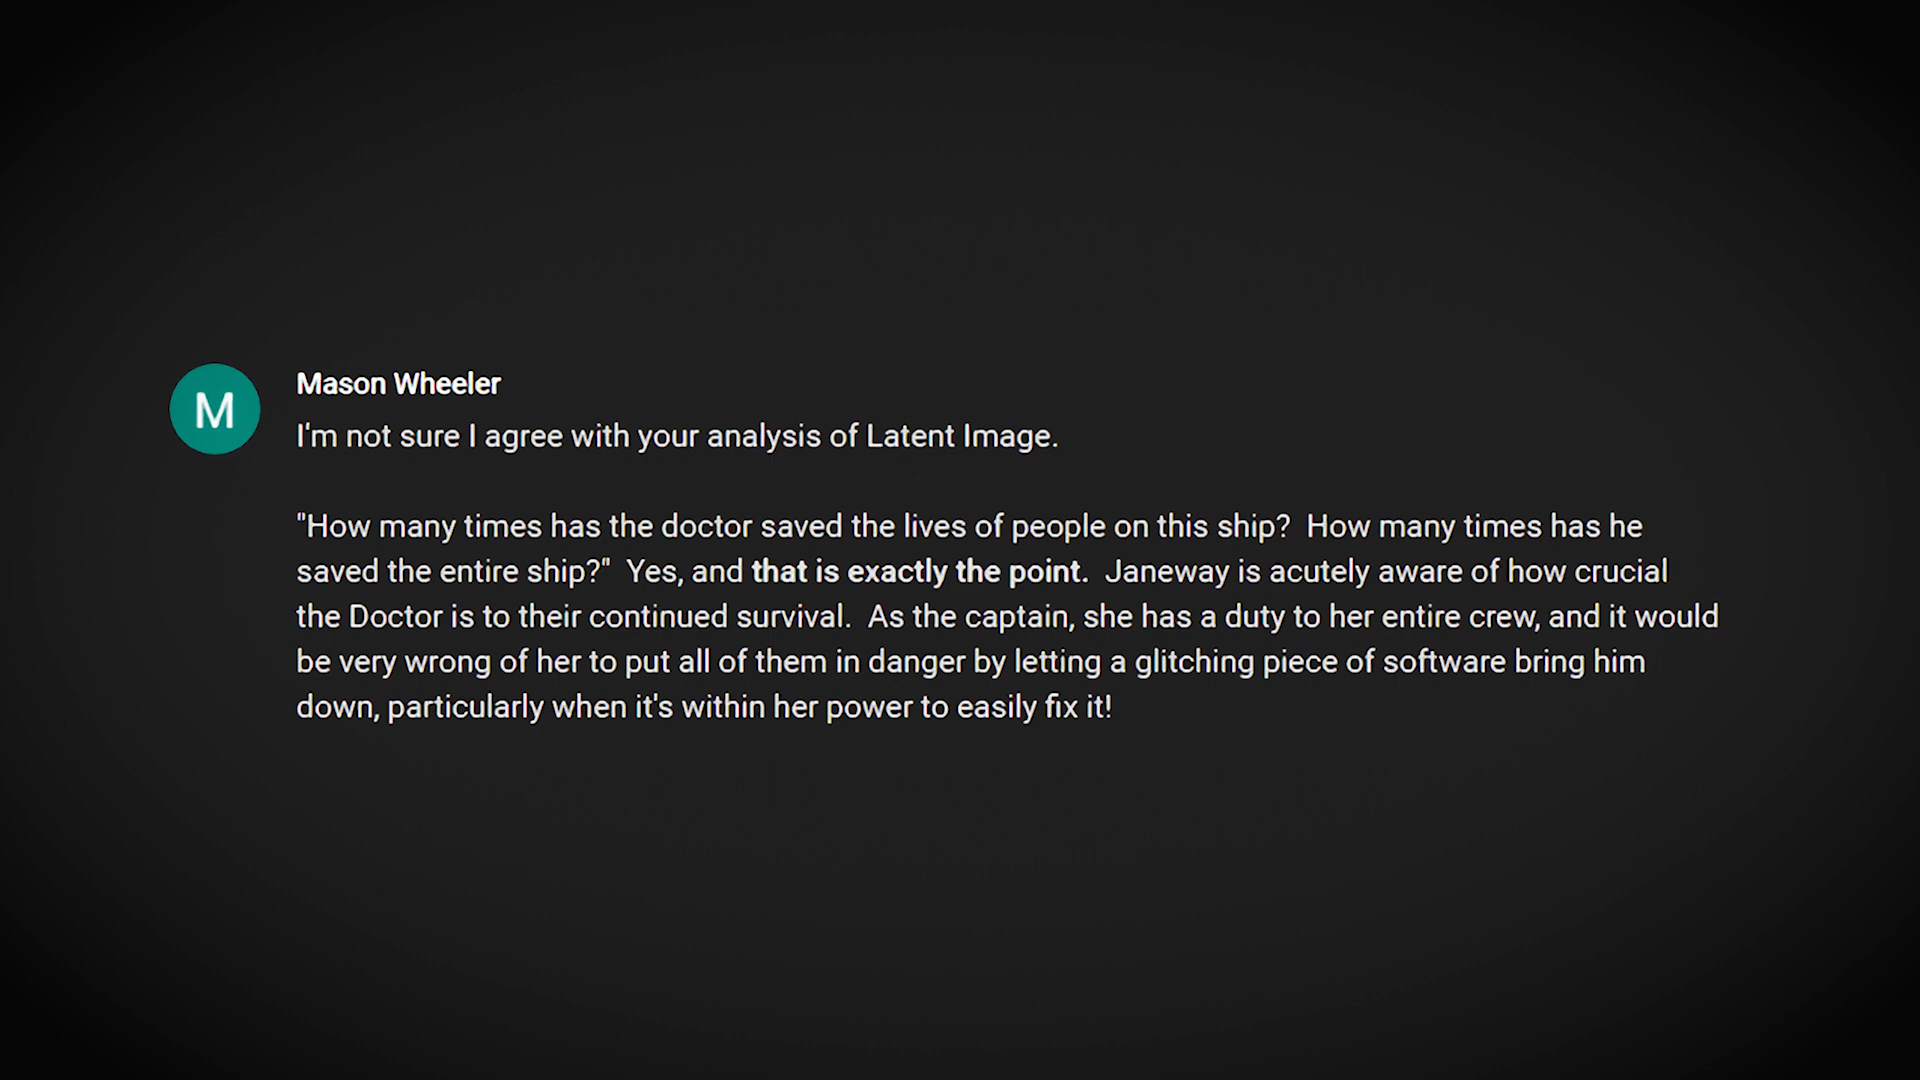 M
Mason Wheeler
I'm not sure I agree with your analysis of Latent Image.
"How many times has the doctor saved the lives of people on this ship?  How many times has he
saved the entire ship?"  Yes, and that is exactly the point.  Janeway is acutely aware of how crucial
the Doctor is to their continued survival.  As the captain, she has a duty to her entire crew, and it would
be very wrong of her to put all of them in danger by letting a glitching piece of software bring him
down, particularly when it's within her power to easily fix it!